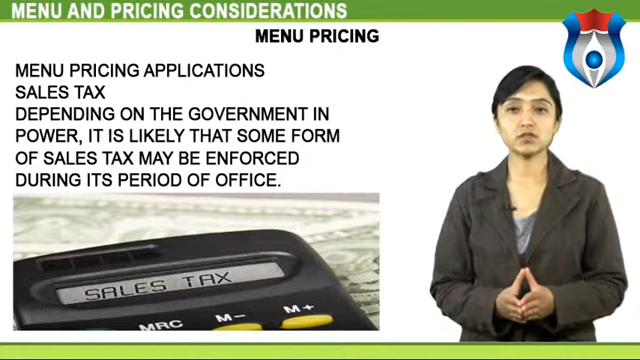 MENU AND PRICING CONSIDERATIONS
MENU PRICING
MENU PRICING APPLICATIONS
SALES TAX
DEPENDING ON THE GOVERNMENT IN
POWER, IT IS LIKELY THAT SOME FORM
OF SALES TAX MAY BE ENFORCED
DURING ITS PERIOD OF OFFICE.
SALES TAX
MRC M- M+